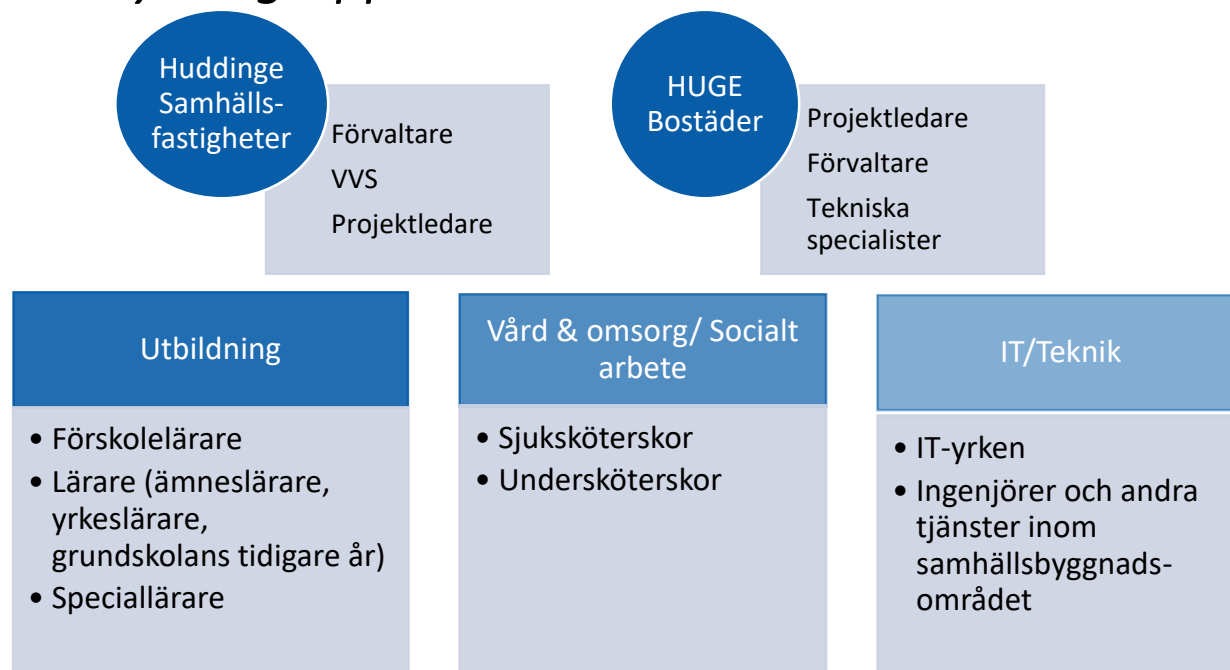 Huddinge
Samhälls-
fastigheter
Förvaltare
VVS
Projektledare
HUGE
Bostäder
Projektledare
Förvaltare
Tekniska
specialister
Utbildning
• Förskolelärare
• Lärare (ämneslärare,
yrkeslärare,
grundskolans tidigare år)
• Speciallärare
Vård & omsorg/ Socialt
arbete
• Sjuksköterskor
• Undersköterskor
IT/Teknik
• IT-yrken
• Ingenjörer och andra
tjänster inom
samhällsbyggnads-
området